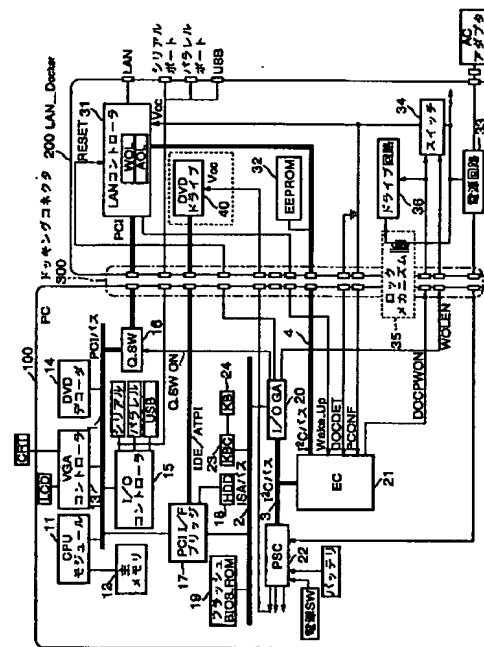 100
PC
CRT
LCD
11
CPU
モジュール
VGA
コントローラ
13
14
DVD
デコーダ
12
主
メモリ
PCIバス
シリアル
パラレル
USB
I/O
コントローラ
15
16
Q.SW
Q.SW ON
17
PCI I/F
ブリッジ
IDE/ATPI
19
フラッシュ
BIOS ROM
18
HDD
23
KBC
24
KB
2
ISAバス
3
I²Cバス
I/O GA
20
PSC
22
電源SW
バッテリ
EC
21
4
I²Cバス
Wake_Up
DOCDET
PCONF
DOCPWON
WOLEN
ドッキングコネクタ
300
200 LAN_Docter
RESET
31
LANコントローラ
WOL
AOL
PCI
Vcc
LAN
シリアル
ポート
パラレル
ポート
USB
DVD
ドライブ
Vcc
40
32
EEPROM
ロック
メカニズム
35
ドライブ回路
36
34
スイッチ
電源回路
33
AC
アダプタ